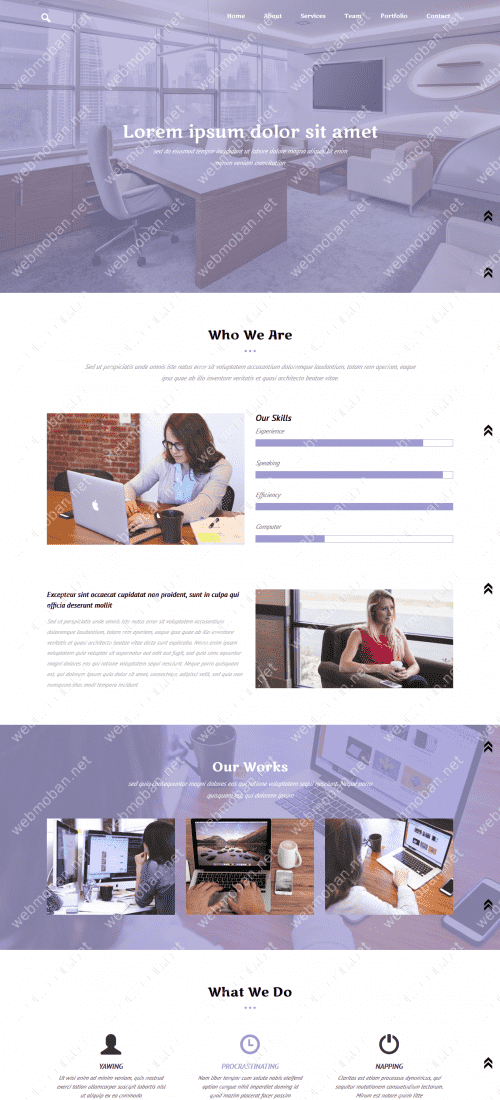 Home About Services Team Portfolio Contact
Lorem ipsum dolor sit amet
sed do eiusmod tempor incididunt ut labore dolore magna aliqua. Ut enim
minim veniam exercitation
Who We Are
Sed ut perspiciatis unde omnis iste natus error sit voluptatem accusantium doloremque laudantium, totam rem aperiam, eaque
ipsa quae ab illo inventore veritatis et quasi architecto beatae vitae.
Our Skills
Experience
Speaking
Efficiency
Computer
Excepteur sint occaecat cupidatat non proident, sunt in culpa qui
officia deserunt mollit
Sed ut perspiciatis unde omnis iste natus error sit voluptatem accusantium
doloremque laudantium, totam rem aperiam, eaque ipsa quae ab illo inventore
veritatis et quasi architecto beatae vitae dicta sunt explicabo. Nemo enim ipsam
voluptatem quia voluptas sit aspernatur aut odit aut fugit, sed quia cons equuntur
magni dolores eos qui ratione voluptatem sequi nesciunt. Neque porro quisquam
est, qui dolorem ipsum quia dolor sit amet, consectetur, adipisci velit, sed quia non
numquam eius modi tempora incidunt
Our Works
sed quia consequuntur magni dolores eos qui ratione voluptatem sequi nesciunt. Neque porro
quisquam est, qui dolorem ipsum
What We Do
YAWING
Ut wisi enim ad minim veniam, quis nostrud
exerci tation ullamcorper suscipit lobortis nisl
ut aliquip ex ea commodo
PROCRASTINATING
Nam liber tempor cum soluta nobis eleifend
option congue nihil imperdiet doming id
quod mazim placerat facer possim
NAPPING
Claritas est etiam processus dynamicus, qui
sequitur mutationem consuetudium lectorum.
Mirum est notare quam littera
webmoban.net